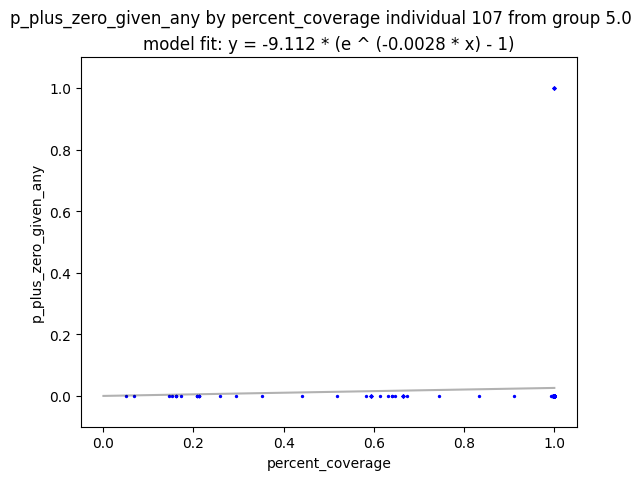 p_plus_zero_given_any by percent_coverage individual 107 from group 5.0
model fit: y = -9.112 * (e ^ (-0.0028 * x) - 1)
1.0
0.8
0.6
0.4
0.2
0.0
p_plus_zero_given_any
0.0 0.2 0.4 0.6 0.8 1.0
percent_coverage